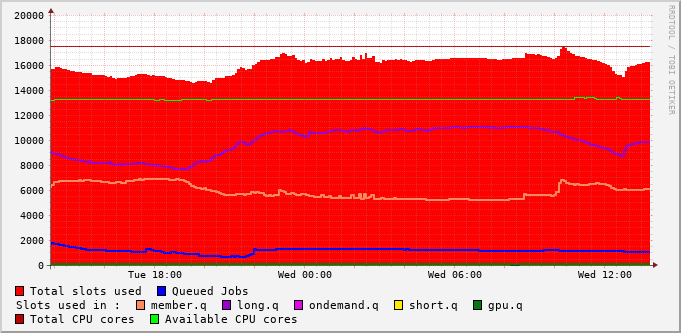 RRDTOOL / TOBI OETIKER
20000
18000
16000
14000
12000
10000
8000
6000
4000
2000
0
Tue 18:00 Wed 00:00 Wed 06:00 Wed 12:00
Total slots used Queued Jobs
Slots used in : member.q long.q ondemand.q short.q gpu.q
Total CPU cores Available CPU cores